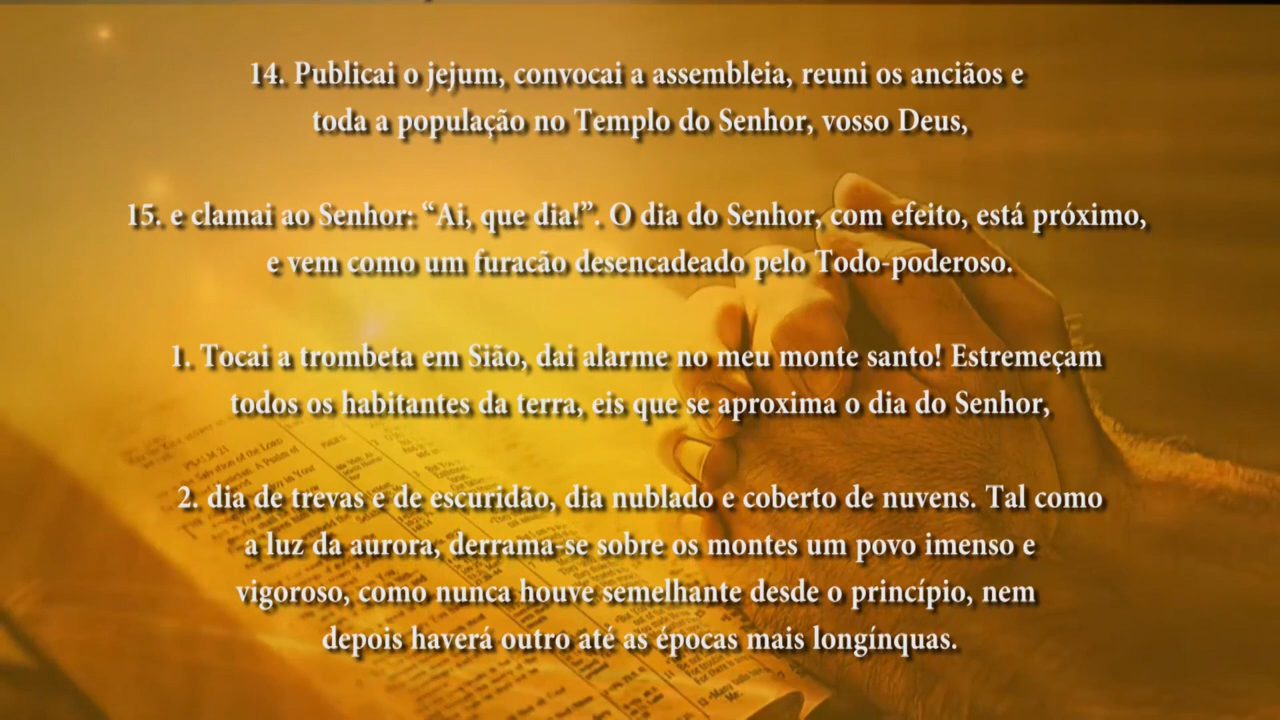 14. Publicai o jejum, convocai a assembleia, reuni os anciãos e
toda a população no Templo do Senhor, vosso Deus,
15. e clamai ao Senhor: “Ai, que dia!”. O dia do Senhor, com efeito, está próximo,
e vem como um furacão desencadeado pelo Todo-poderoso.
1. Tocai a trombeta em Sião, dai alarme no meu monte santo! Estremeçam
todos os habitantes da terra, eis que se aproxima o dia do Senhor,
2. dia de trevas e de escuridão, dia nublado e coberto de nuvens. Tal como
a luz da aurora, derrama-se sobre os montes um povo imenso e
vigoroso, como nunca houve semelhante desde o princípio, nem
depois haverá outro até as épocas mais longínquas.